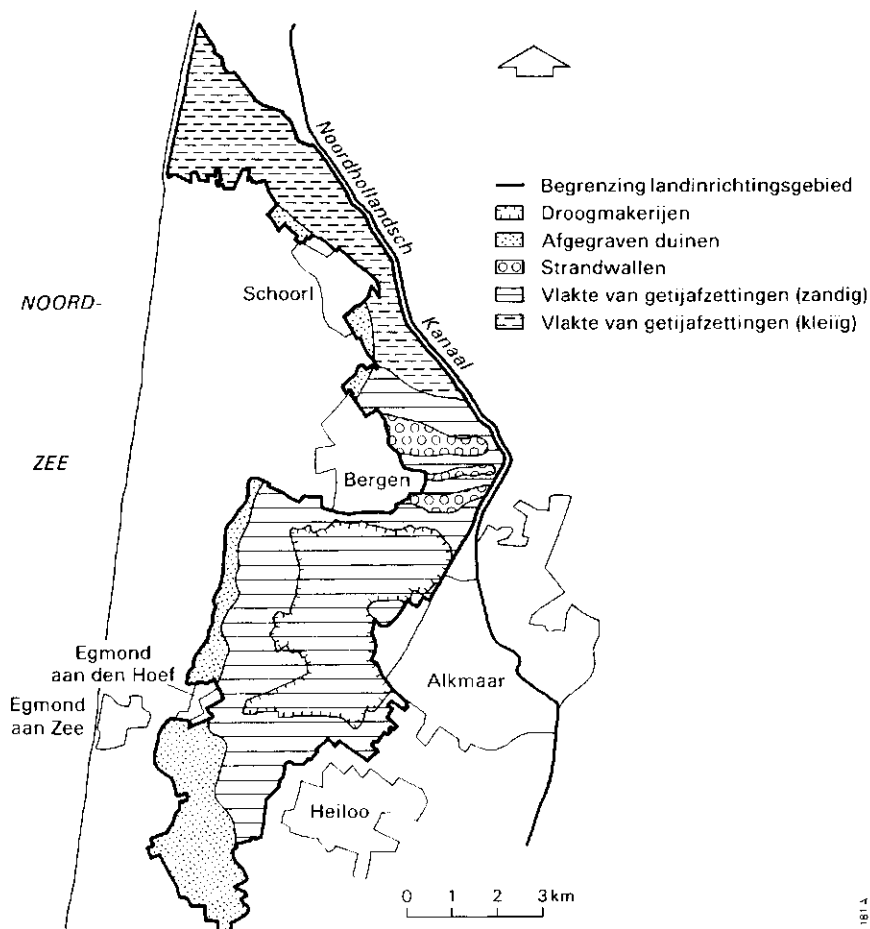 Noordhollandsch
Kanaal
Begrenzing landinrichtingsgebied
Droogmakerijen
Afgegraven duinen
Strandwallen
Vlakte van getijafzettingen (zandig)
Vlakte van getijafzettingen (kleiïg)
NOORD-
ZEE
Schoorl
Bergen
Egmond
aan den Hoef
Egmond
aan Zee
Alkmaar
Heiloo
0 1 2 3 km
181 A